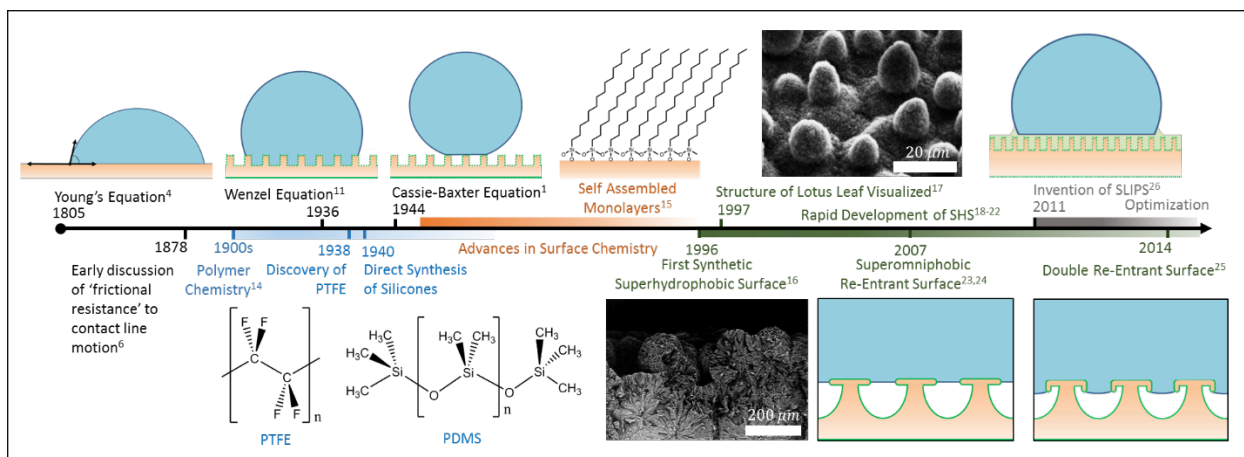 20 μm
Young's Equation4
Wenzel Equation11
Cassie-Baxter Equation1
Self Assembled
Monolayers15
Structure of Lotus Leaf Visualized17
Invention of SLIPS26
1805
1936
1944
1997
Rapid Development of SHS18-22
2011
Optimization
1878
1900s
1938
1940
Advances in Surface Chemistry
1996
2007
2014
Early discussion
of 'frictional
resistance' to
contact line
motion6
Polymer
Chemistry14
Discovery of
PTFE
Direct Synthesis
of Silicones
First Synthetic
Superhydrophobic Surface16
Superomniphobic
Re-Entrant Surface23,24
Double Re-Entrant Surface25
F F
C
C
F F
n
PTFE
H3C
H3C
H3C
Si
O
H3C CH3
Si
n
O
CH3
Si
CH3
CH3
PDMS
200 μm